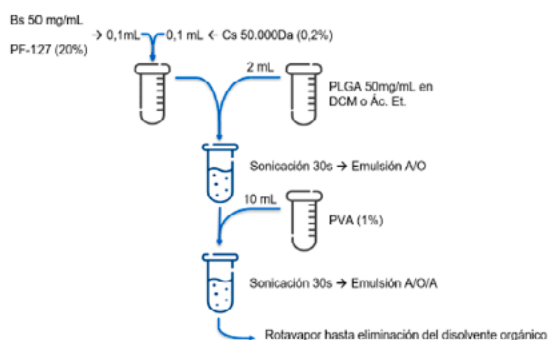 Bs 50 mg/mL
PF-127 (20%)
→ 0,1mL
0,1 mL ← Cs 50.000Da (0,2%)
2 mL
PLGA 50mg/mL en
DCM o Ác. Et.
Sonicación 30s → Emulsión A/O
10 mL
PVA (1%)
Sonicación 30s → Emulsión A/O/A
Rotavapor hasta eliminación del disolvente orgánico